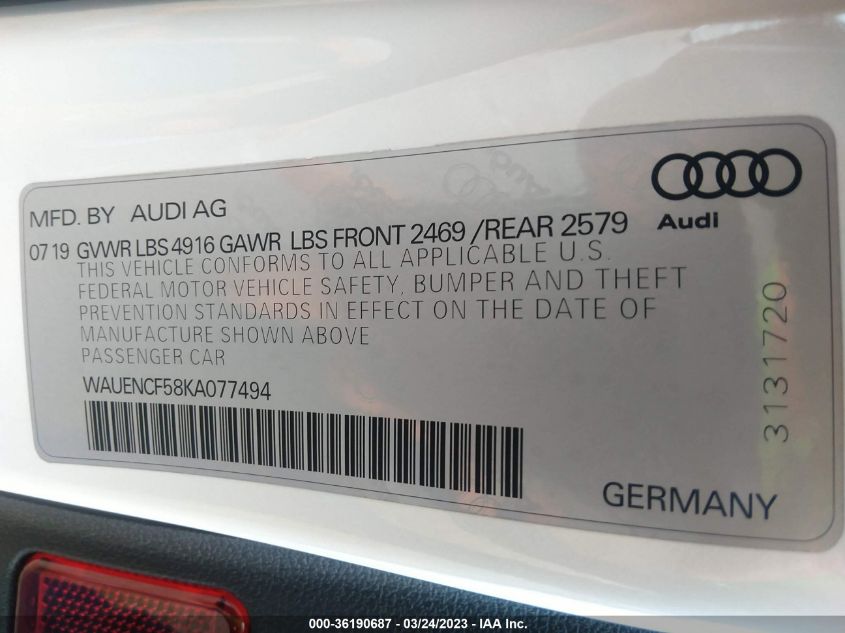 MFD. BY AUDI AG
Audi
07 19 GVWR LBS 4916 GAWR LBS FRONT 2469 /REAR 2579
THIS VEHICLE CONFORMS TO ALL APPLICABLE U.S.
FEDERAL MOTOR VEHICLE SAFETY, BUMPER AND THEFT
PREVENTION STANDARDS IN EFFECT ON THE DATE OF
MANUFACTURE SHOWN ABOVE
PASSENGER CAR
WAUENCF58KA077494
3131720
GERMANY
000-36190687 - 03/24/2023 - IAA Inc.